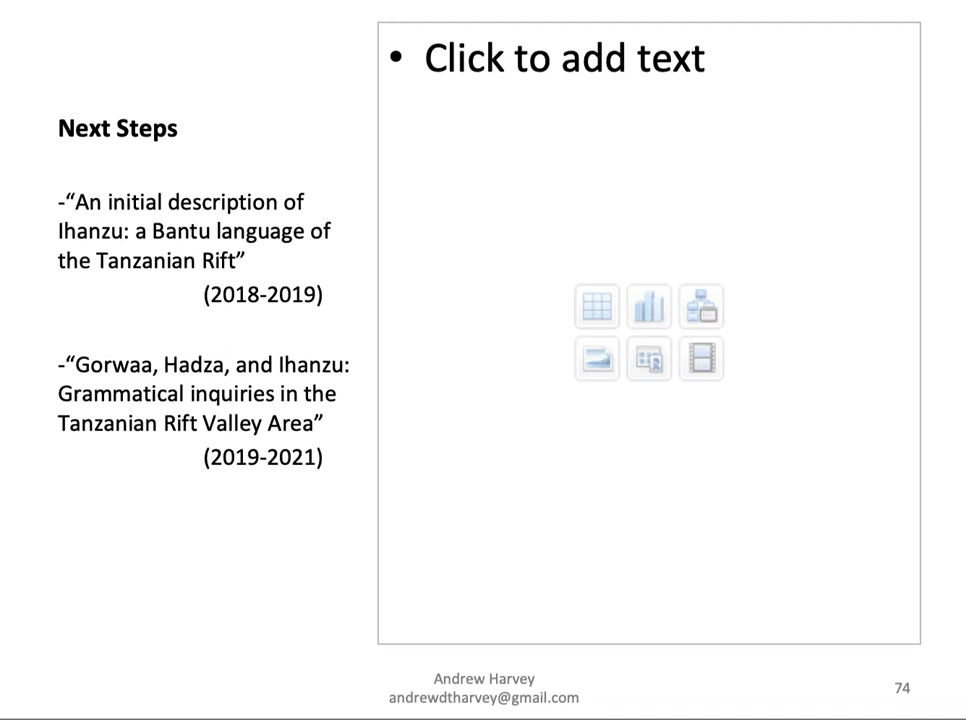 Next Steps
-“An initial description of
Ihanzu: a Bantu language of
the Tanzanian Rift”
(2018-2019)
-“Gorwaa, Hadza, and Ihanzu:
Grammatical inquiries in the
Tanzanian Rift Valley Area”
(2019-2021)
• Click to add text
Andrew Harvey
andrewdtharvey@gmail.com
74